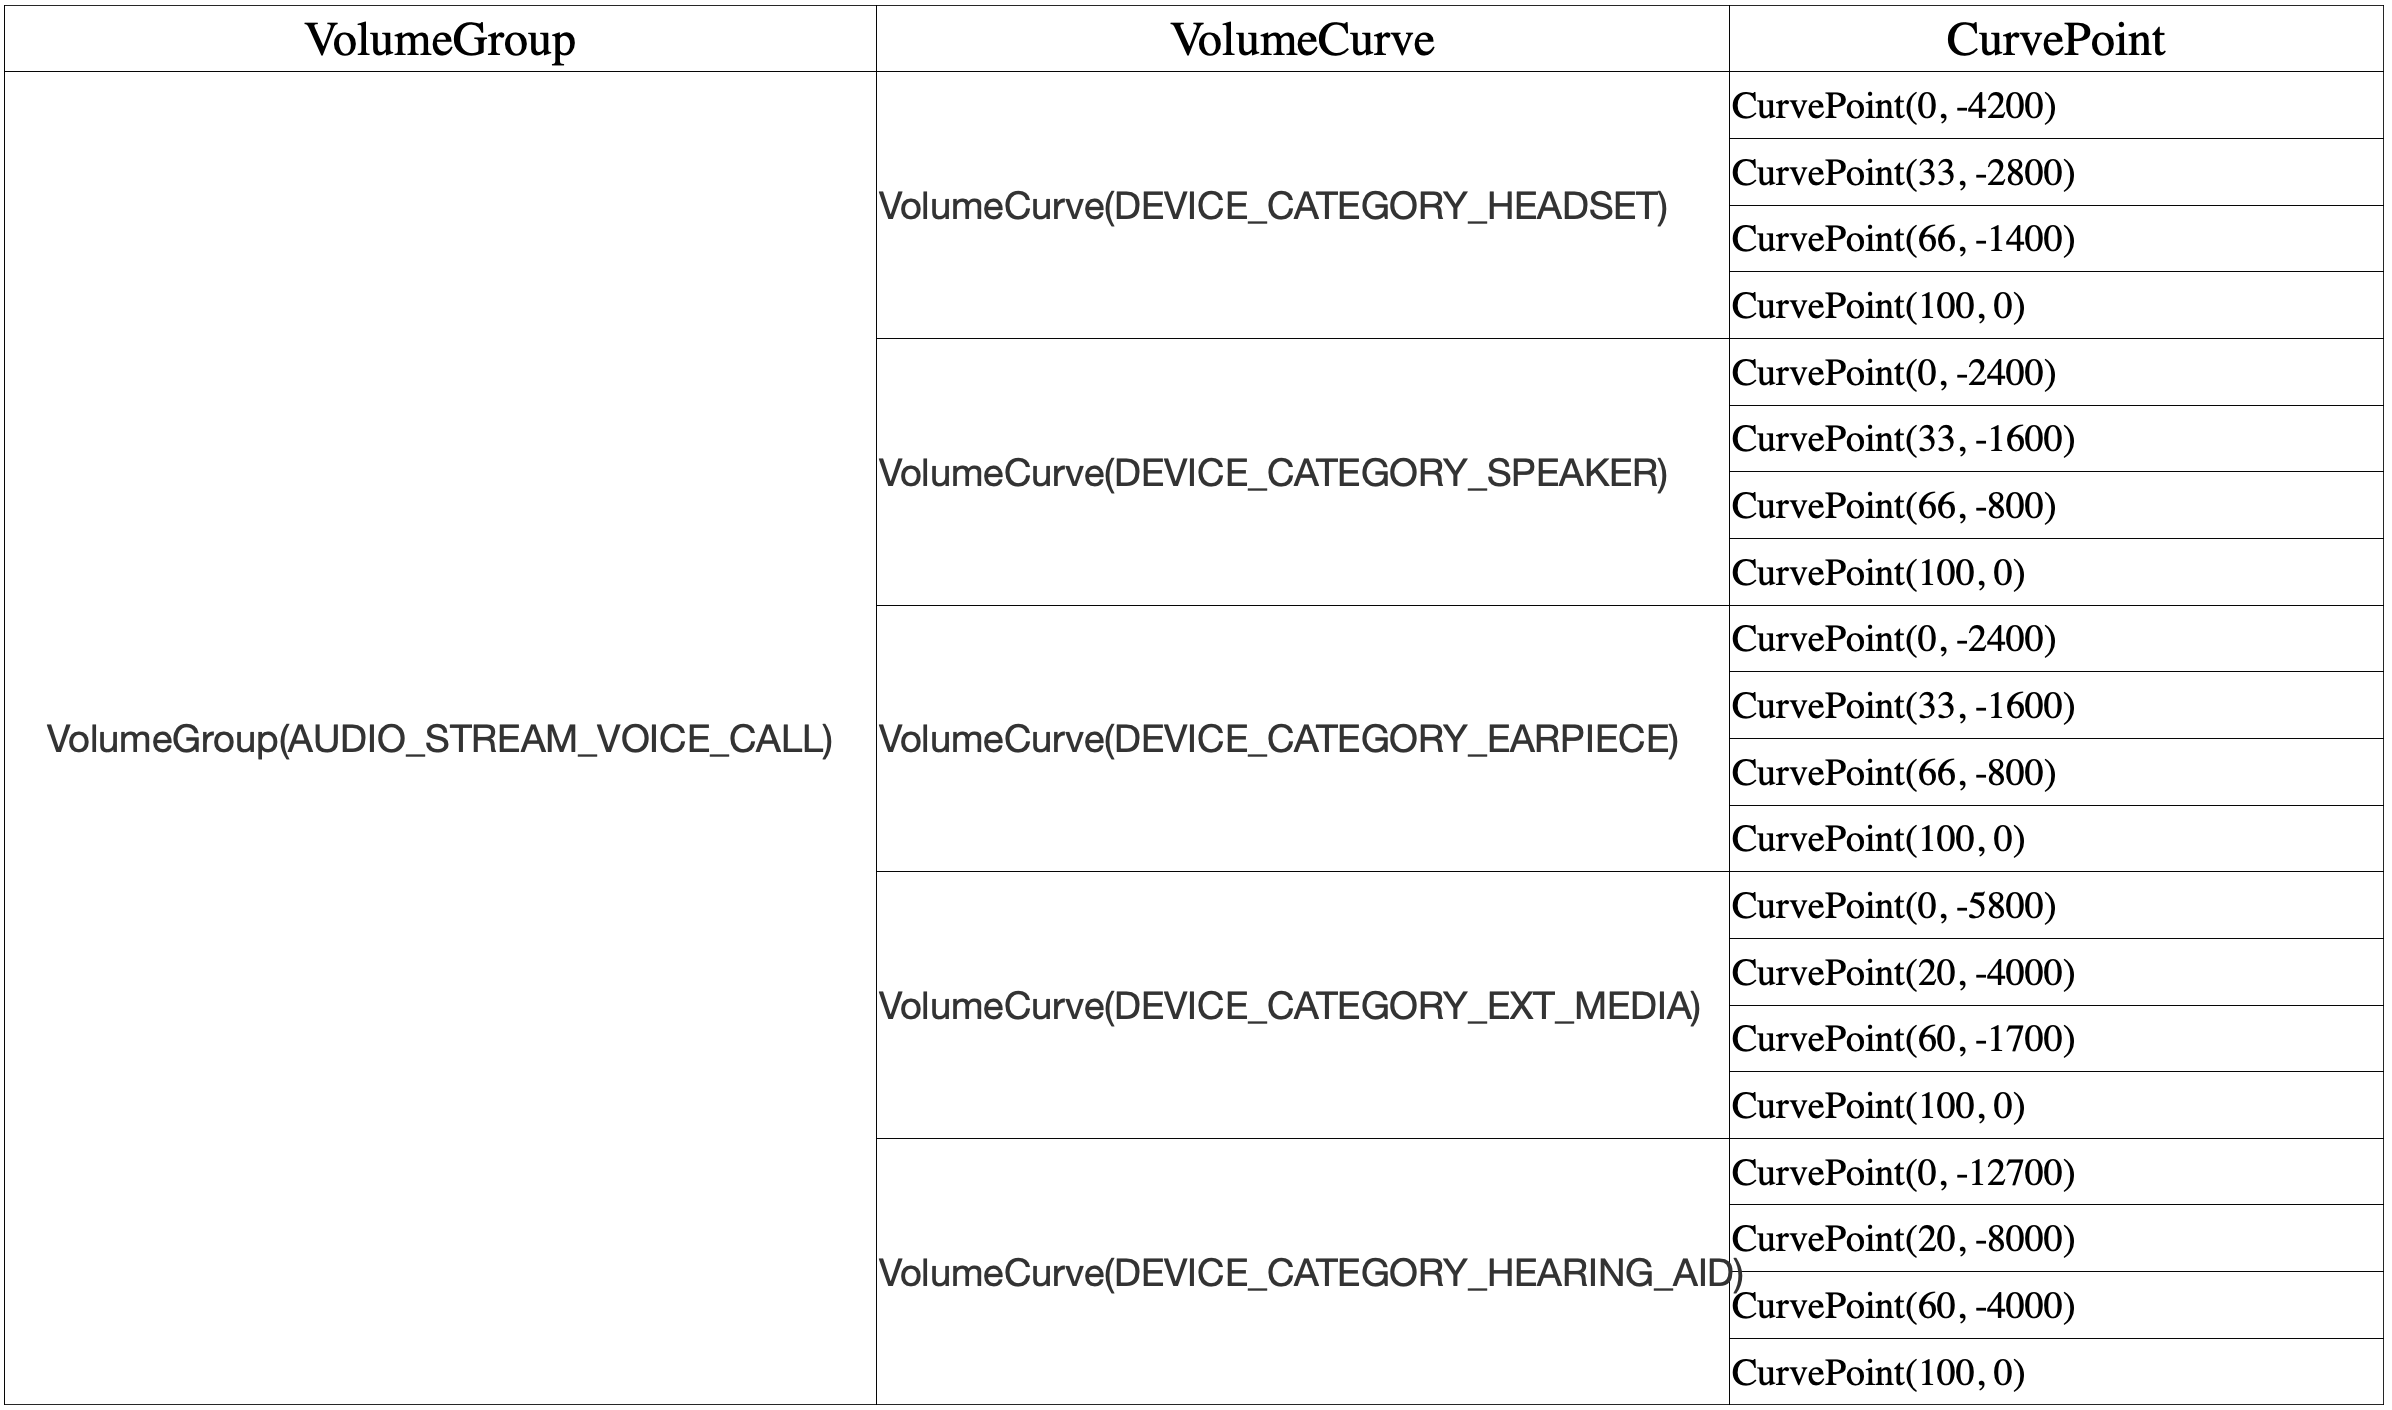 VolumeGroup
VolumeCurve
CurvePoint
VolumeGroup(AUDIO_STREAM_VOICE_CALL)
VolumeCurve(DEVICE_CATEGORY_HEADSET)
CurvePoint(0, -4200)
CurvePoint(33, -2800)
CurvePoint(66, -1400)
CurvePoint(100, 0)
VolumeCurve(DEVICE_CATEGORY_SPEAKER)
CurvePoint(0, -2400)
CurvePoint(33, -1600)
CurvePoint(66, -800)
CurvePoint(100, 0)
VolumeCurve(DEVICE_CATEGORY_EARPIECE)
CurvePoint(0, -2400)
CurvePoint(33, -1600)
CurvePoint(66, -800)
CurvePoint(100, 0)
VolumeCurve(DEVICE_CATEGORY_EXT_MEDIA)
CurvePoint(0, -5800)
CurvePoint(20, -4000)
CurvePoint(60, -1700)
CurvePoint(100, 0)
VolumeCurve(DEVICE_CATEGORY_HEARING_AID)
CurvePoint(0, -12700)
CurvePoint(20, -8000)
CurvePoint(60, -4000)
CurvePoint(100, 0)